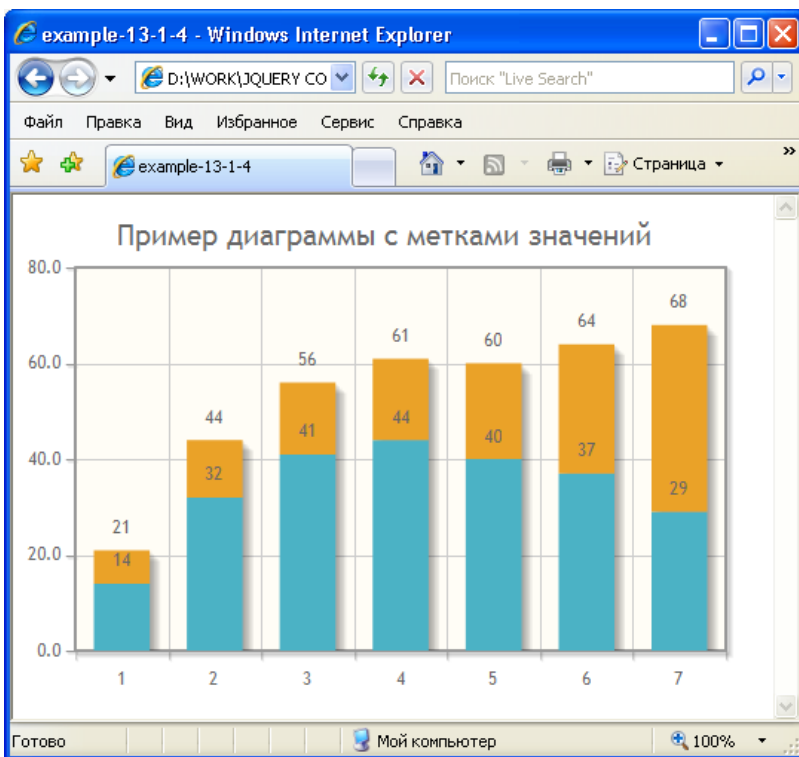 example-13-1-4 - Windows Internet Explorer
D:\WORK\JQUERY CO
Поиск "Live Search"
Файл Правка Вид Избранное Сервис Справка
example-13-1-4
Страница
»
Пример диаграммы с метками значений
80.0
60.0
40.0
20.0
0.0
21
14
44
32
56
41
61
44
60
40
64
37
68
29
1 2 3 4 5 6 7
Готово
Мой компьютер
100%